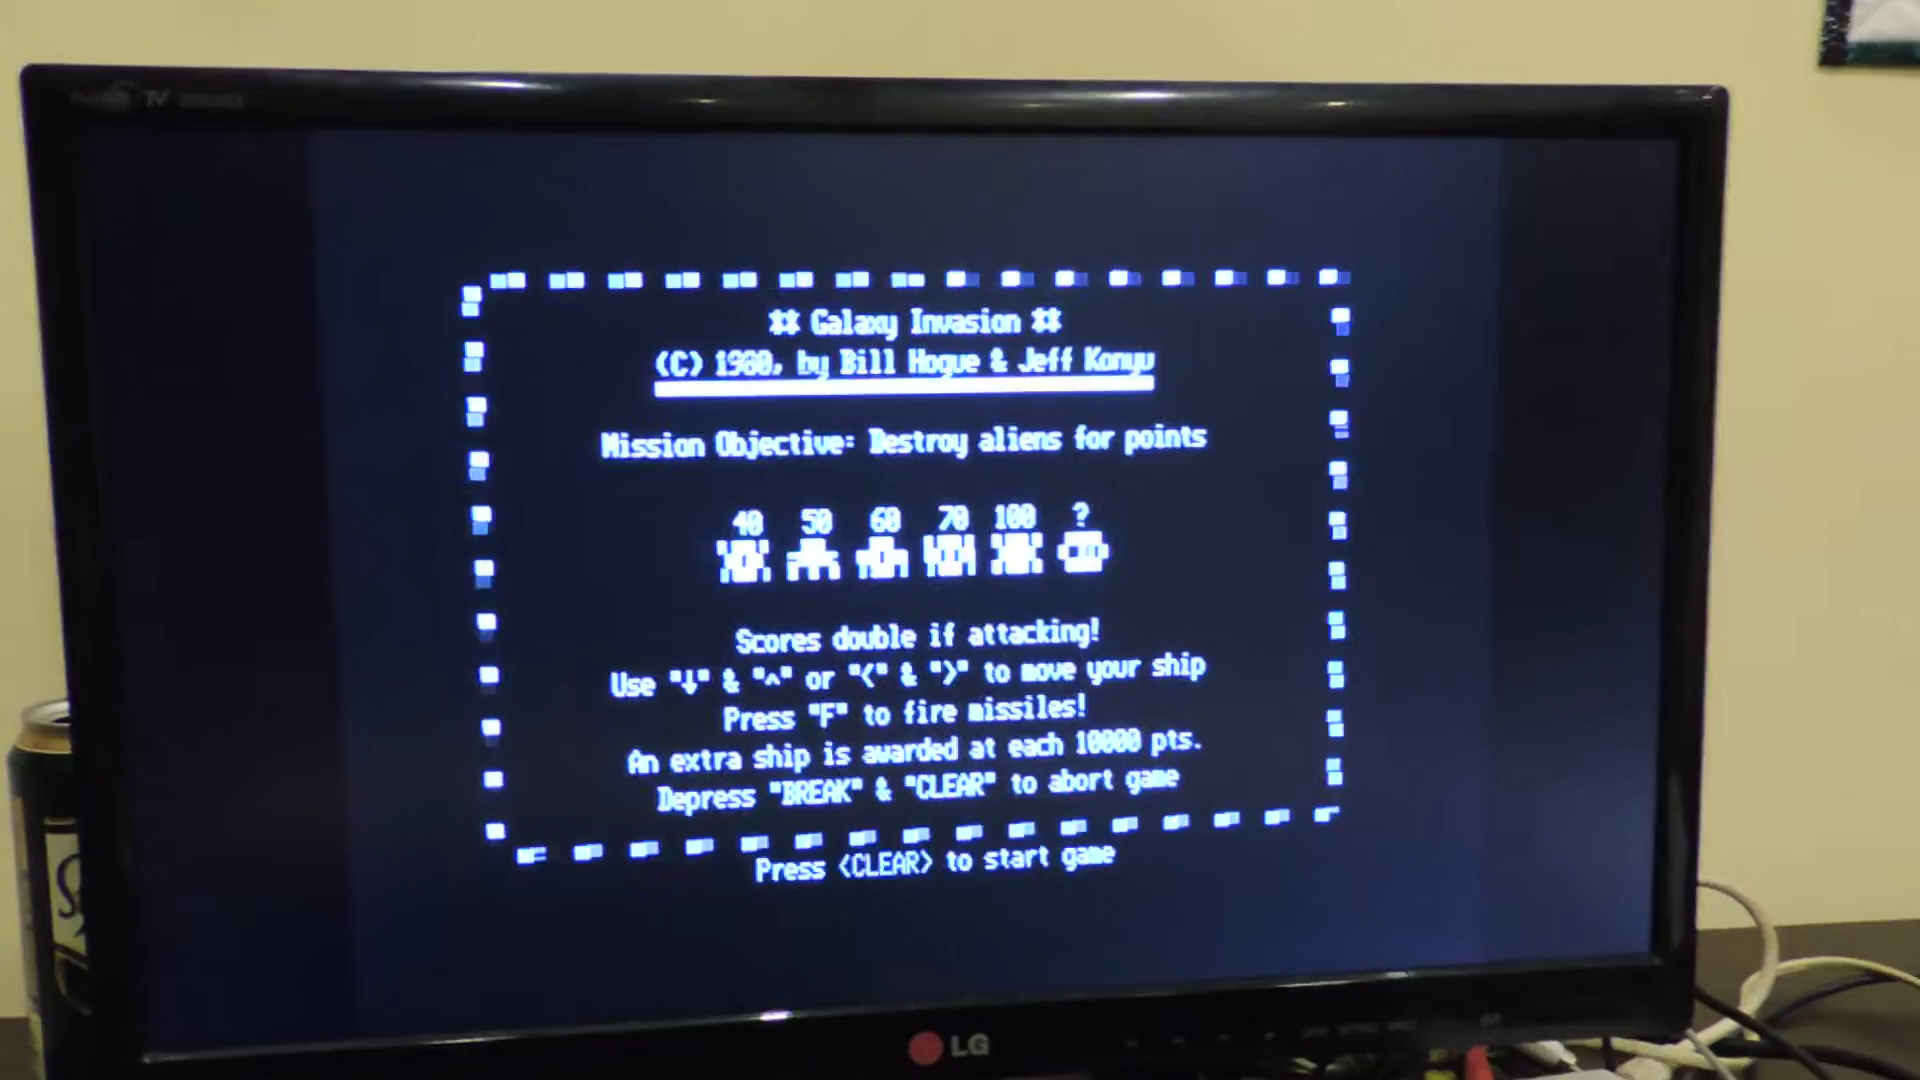 ‡‡ Galaxy Invasion ‡‡
(C) 1980, by Bill Hogue & Jeff Konyu
Mission Objective: Destroy aliens for points
40 50 60 70 100 ?
Scores double if attacking!
Use "↓" & "^" or "<" & ">" to move your ship
Press "F" to fire missiles!
An extra ship is awarded at each 10000 pts.
Depress "BREAK" & "CLEAR" to abort game
Press <CLEAR> to start game
LG